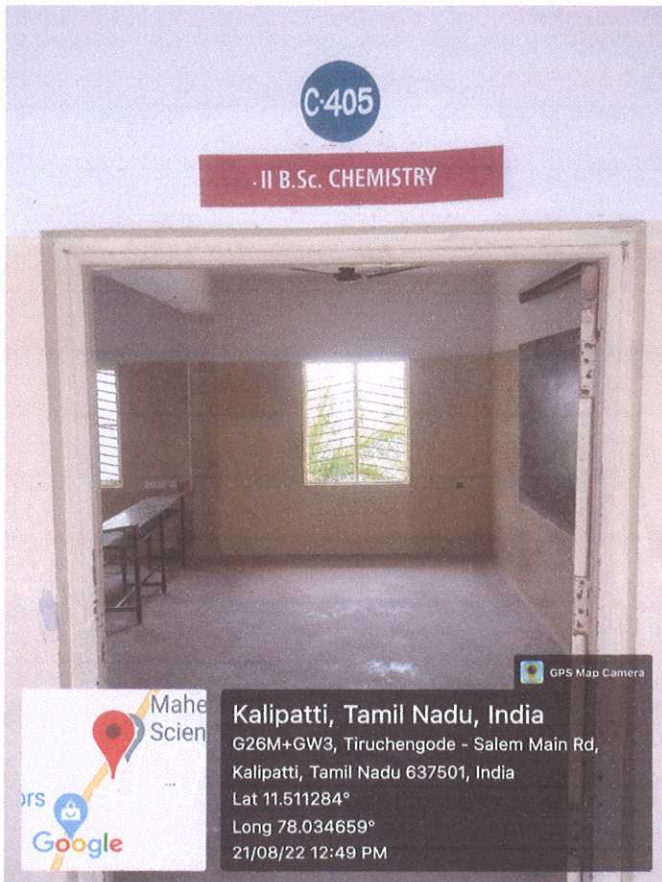 C-405
II B.Sc. CHEMISTRY
GPS Map Camera
Mahe
Scien
ors
Google
Kalipatti, Tamil Nadu, India
G26M+GW3, Tiruchengode - Salem Main Rd,
Kalipatti, Tamil Nadu 637501, India
Lat 11.511284°
Long 78.034659°
21/08/22 12:49 PM